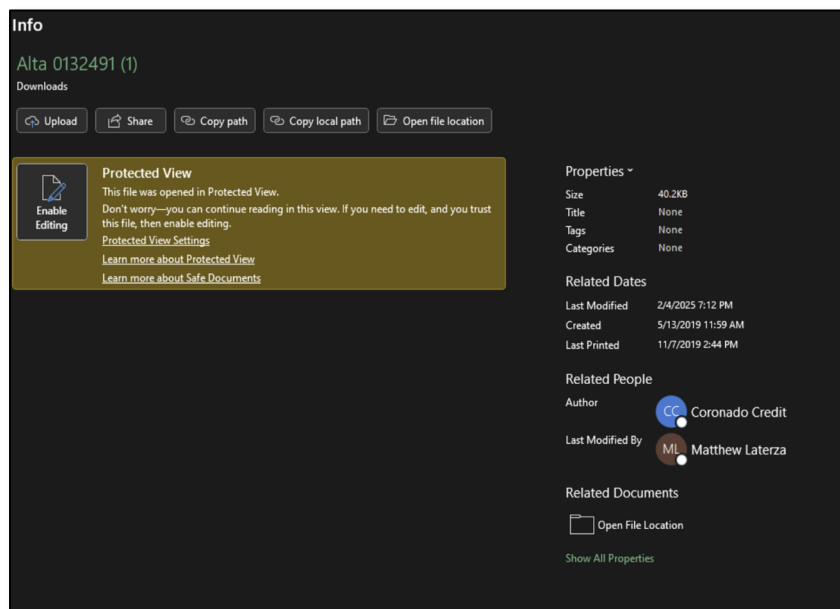 Info
Alta 0132491 (1)
Downloads
Upload
Share
Copy path
Copy local path
Open file location
Enable
Editing
Protected View
This file was opened in Protected View.
Don't worry—you can continue reading in this view. If you need to edit, and you trust
this file, then enable editing.
Protected View Settings
Learn more about Protected View
Learn more about Safe Documents
Properties
Size 40.2KB
Title None
Tags None
Categories None
Related Dates
Last Modified 2/4/2025 7:12 PM
Created 5/13/2019 11:59 AM
Last Printed 11/7/2019 2:44 PM
Related People
Author CC Coronado Credit
Last Modified By ML Matthew Laterza
Related Documents
Open File Location
Show All Properties